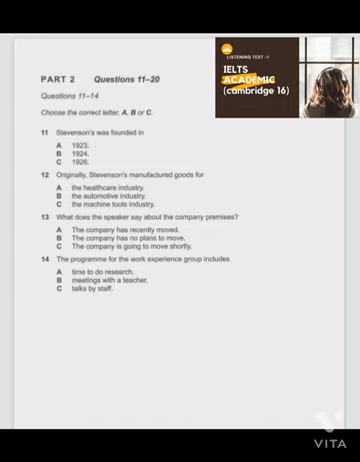 LISTENING TEST -1
IELTS
ACADEMIC
(cambridge 16)
PART 2 Questions 11–20
Questions 11–14
Choose the correct letter, A, B or C.
11 Stevenson's was founded in
A 1923.
B 1924.
C 1926.
12 Originally, Stevenson's manufactured goods for
A the healthcare industry.
B the automotive industry.
C the machine tools industry.
13 What does the speaker say about the company premises?
A The company has recently moved.
B The company has no plans to move.
C The company is going to move shortly.
14 The programme for the work experience group includes
A time to do research.
B meetings with a teacher.
C talks by staff.
VITA